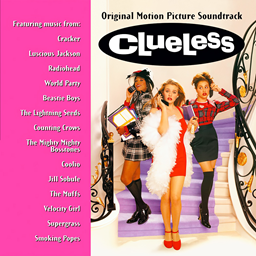 Featuring music from:
Cracker
Luscious Jackson
Radiohead
World Party
Beastie Boys
The Lightning Seeds
Counting Crows
The Mighty Mighty
Bosstones
Coolio
Jill Sobule
The Muffs
Velocity Girl
Supergrass
Smoking Popes
Original Motion Picture Soundtrack
CLUELESS